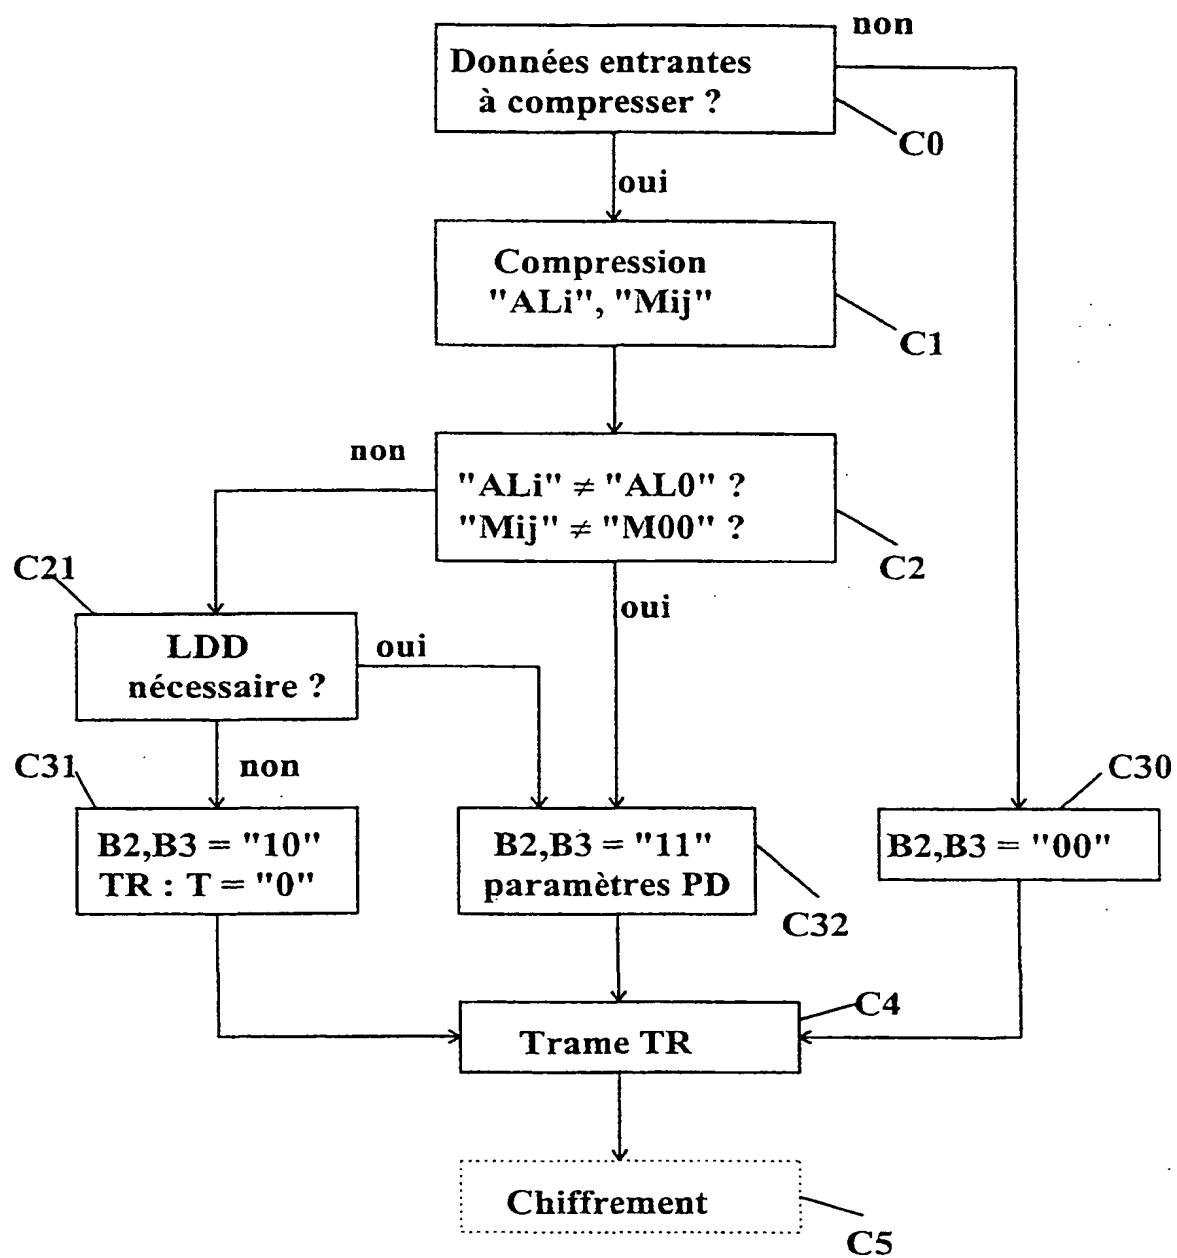 non
Données entrantes
à compresser ?
C0
oui
Compression
"ALi", "Mij"
C1
non
"ALi" ≠ "AL0" ?
"Mij" ≠ "M00" ?
C2
C21
oui
LDD
nécessaire ?
oui
C31
non
C30
B2,B3 = "10"
TR : T = "0"
B2,B3 = "11"
paramètres PD
B2,B3 = "00"
C32
C4
Trame TR
Chiffrement
C5